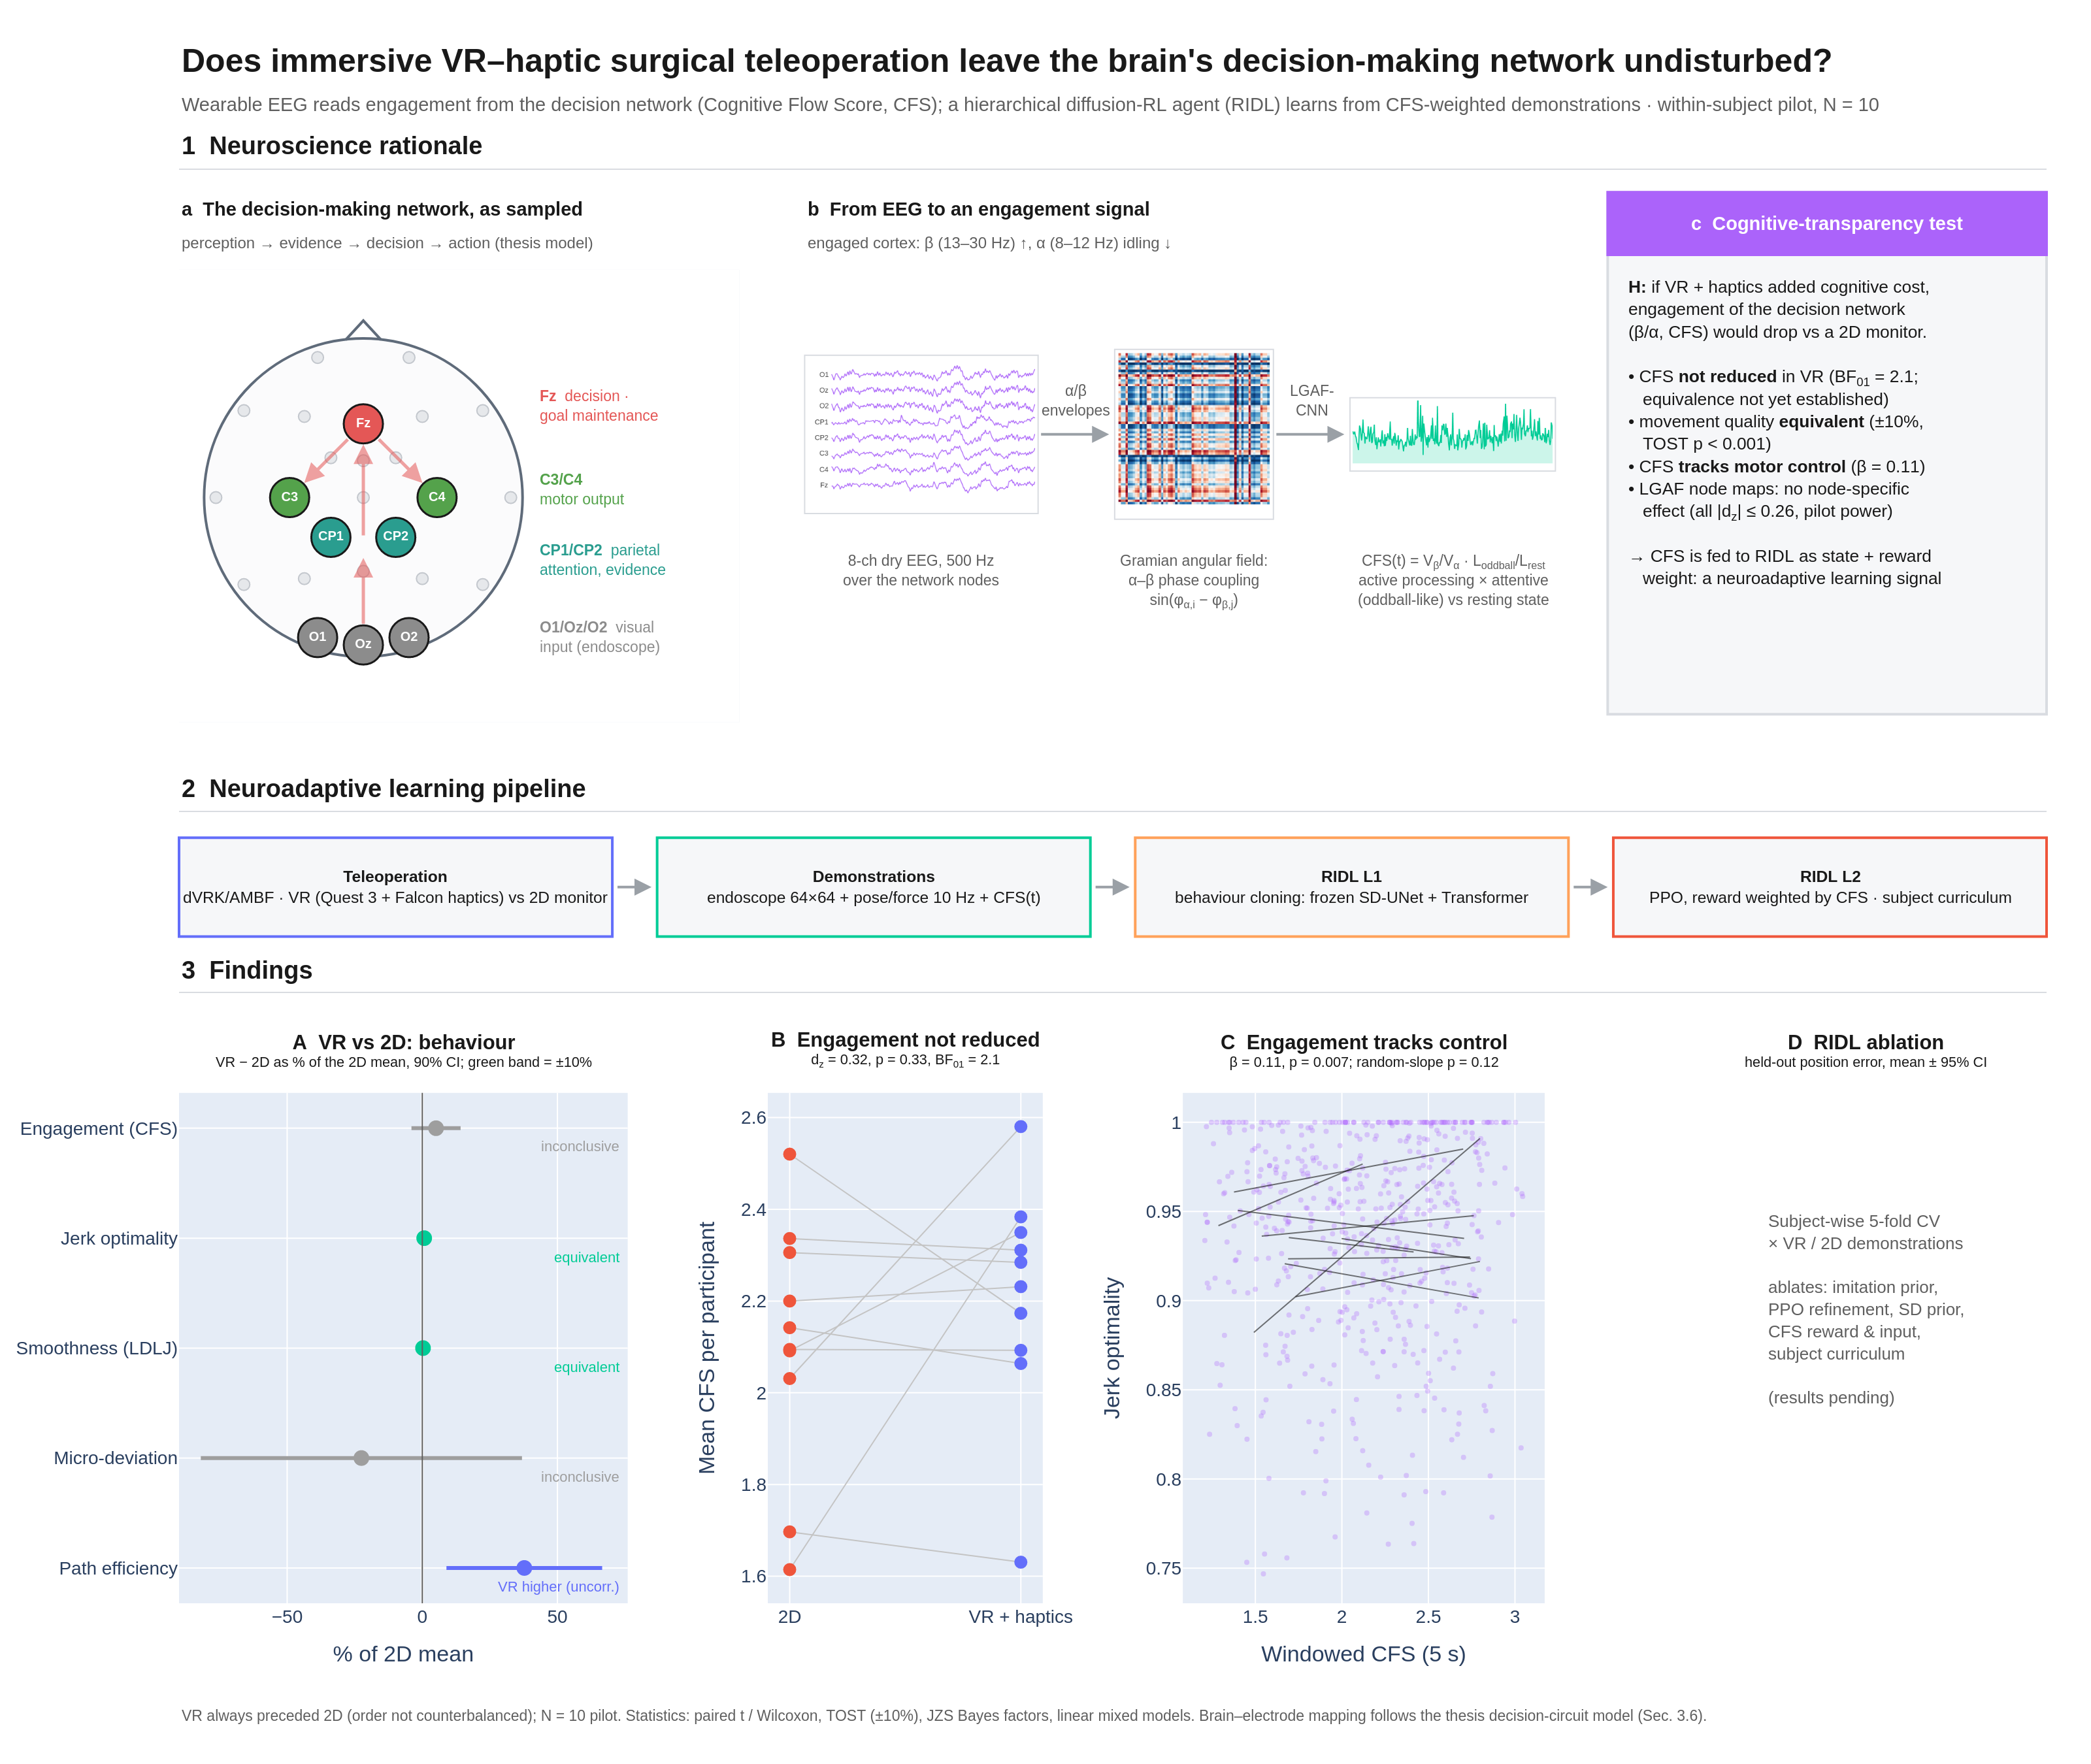 Does immersive VR–haptic surgical teleoperation leave the brain's decision-making network undisturbed?
Wearable EEG reads engagement from the decision network (Cognitive Flow Score, CFS); a hierarchical diffusion-RL agent (RIDL) learns from CFS-weighted demonstrations · within-subject pilot, N = 10
1 Neuroscience rationale
a The decision-making network, as sampled
perception → evidence → decision → action (thesis model)
Fz
C3
C4
CP1
CP2
O1
Oz
O2
Fz decision ·
goal maintenance
C3/C4
motor output
CP1/CP2 parietal
attention, evidence
O1/Oz/O2 visual
input (endoscope)
b From EEG to an engagement signal
engaged cortex: β (13–30 Hz) ↑, α (8–12 Hz) idling ↓
O1
Oz
O2
CP1
CP2
C3
C4
Fz
α/β
envelopes
LGAF-
CNN
8-ch dry EEG, 500 Hz
over the network nodes
Gramian angular field:
α–β phase coupling
sin(φα,i − φβ,j)
CFS(t) = Vβ/Vα · Loddball/Lrest
active processing × attentive
(oddball-like) vs resting state
c Cognitive-transparency test
H: if VR + haptics added cognitive cost,
engagement of the decision network
(β/α, CFS) would drop vs a 2D monitor.
• CFS not reduced in VR (BF01 = 2.1;
equivalence not yet established)
• movement quality equivalent (±10%,
TOST p < 0.001)
• CFS tracks motor control (β = 0.11)
• LGAF node maps: no node-specific
effect (all |dz| ≤ 0.26, pilot power)
→ CFS is fed to RIDL as state + reward
weight: a neuroadaptive learning signal
2 Neuroadaptive learning pipeline
Teleoperation
dVRK/AMBF · VR (Quest 3 + Falcon haptics) vs 2D monitor
Demonstrations
endoscope 64×64 + pose/force 10 Hz + CFS(t)
RIDL L1
behaviour cloning: frozen SD-UNet + Transformer
RIDL L2
PPO, reward weighted by CFS · subject curriculum
3 Findings
A VR vs 2D: behaviour
VR − 2D as % of the 2D mean, 90% CI; green band = ±10%
Engagement (CFS)
inconclusive
Jerk optimality
equivalent
Smoothness (LDLJ)
equivalent
Micro-deviation
inconclusive
Path efficiency
VR higher (uncorr.)
−50
0
50
% of 2D mean
B Engagement not reduced
dz = 0.32, p = 0.33, BF01 = 2.1
Mean CFS per participant
2.6
2.4
2.2
2
1.8
1.6
2D
VR + haptics
C Engagement tracks control
β = 0.11, p = 0.007; random-slope p = 0.12
Jerk optimality
1
0.95
0.9
0.85
0.8
0.75
1.5
2
2.5
3
Windowed CFS (5 s)
D RIDL ablation
held-out position error, mean ± 95% CI
Subject-wise 5-fold CV
× VR / 2D demonstrations
ablates: imitation prior,
PPO refinement, SD prior,
CFS reward & input,
subject curriculum
(results pending)
VR always preceded 2D (order not counterbalanced); N = 10 pilot. Statistics: paired t / Wilcoxon, TOST (±10%), JZS Bayes factors, linear mixed models. Brain–electrode mapping follows the thesis decision-circuit model (Sec. 3.6).